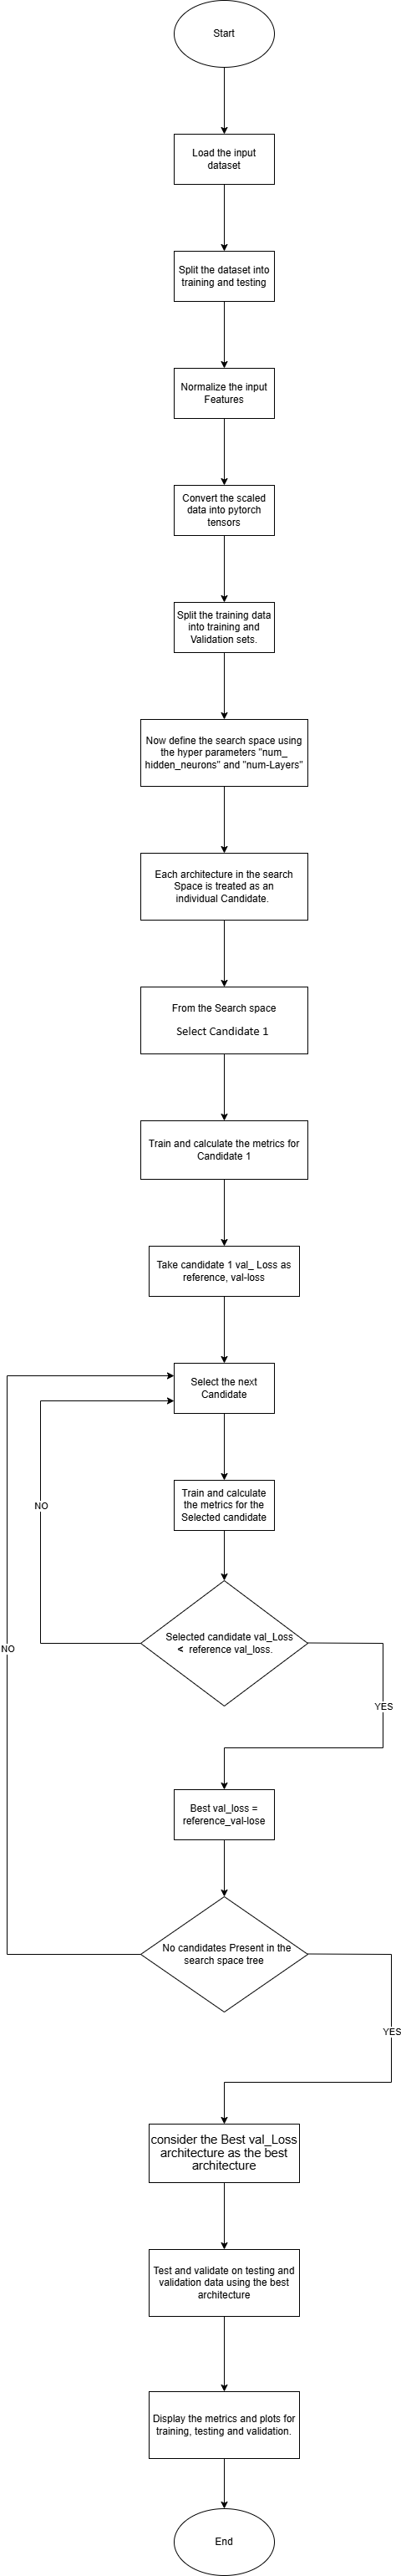 Start
Load the input
dataset
Split the dataset into
training and testing
Normalize the input
Features
Convert the scaled
data into pytorch
tensors
Split the training data
into training and
Validation sets.
Now define the search space using
the hyper parameters "num_
hidden_neurons" and "num-Layers"
Each architecture in the search
Space is treated as an
individual Candidate.
From the Search space
Select Candidate 1
Train and calculate the metrics for
Candidate 1
Take candidate 1 val_ Loss as
reference, val-loss
Select the next
Candidate
Train and calculate
the metrics for the
Selected candidate
NO
Selected candidate val_Loss
< reference val_loss.
NO
YES
Best val_loss =
reference_val-lose
No candidates Present in the
search space tree
YES
consider the Best val_Loss
architecture as the best
architecture
Test and validate on testing and
validation data using the best
architecture
Display the metrics and plots for
training, testing and validation.
End